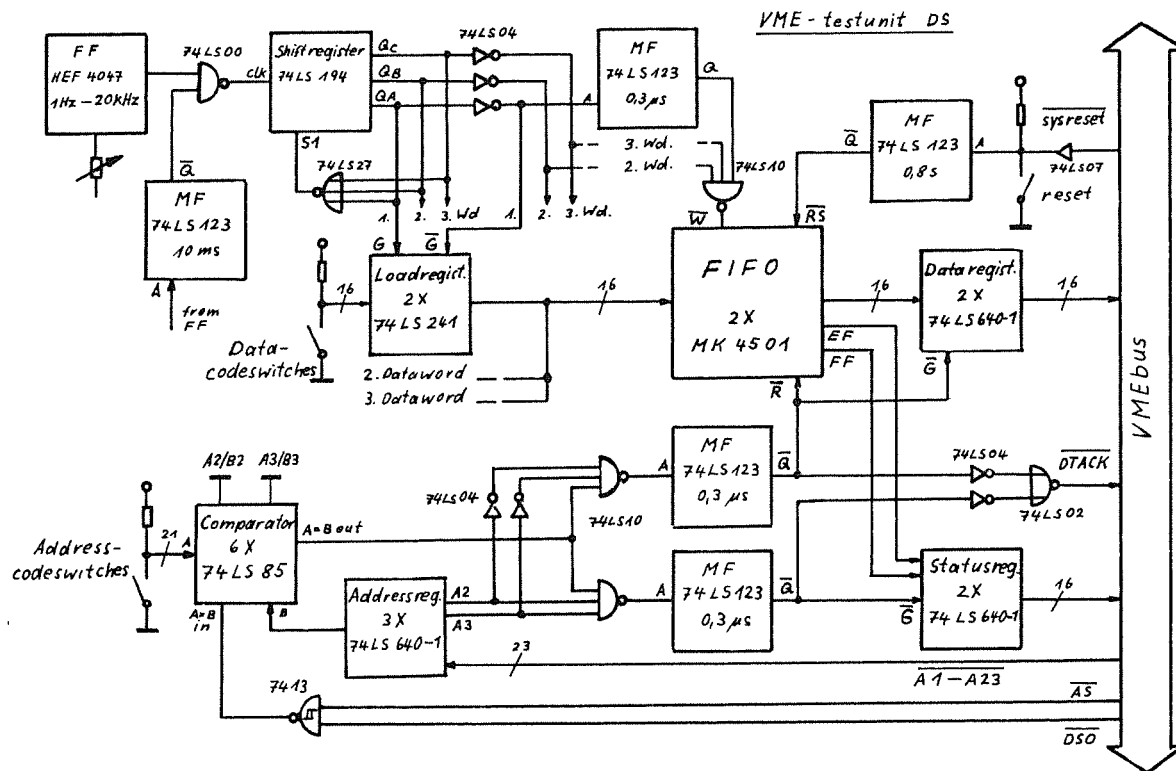 VME-testunit DS
FF
HEF 4047
1Hz-20kHz
74LS00
clk
Shiftregister
74LS 194
QC
QB
QA
S1
74LS04
A
MF
74LS123
0,3 µs
Q
Q̅
MF
74LS123
0,8s
A
sysreset
74LS07
reset
Q̅
MF
74LS123
10 ms
A
from
FF
74LS27
1.
2.
3. Wd
1.
2.
3. Wd.
3. Wd.
2. Wd.
74LS10
W̅
R̅S̅
G
G̅
Loadregist.
2X
74LS241
16
Data-
codeswitches
2. Dataword
3. Dataword
16
FIFO
2X
MK 4501
EF
FF
R̅
16
Dataregist.
2X
74LS640-1
G̅
16
VMEbus
A2/B2
A3/B3
Address-
codeswitches
21
A
Comparator
6X
74LS85
A=B out
A=B
in
B
Addressreg.
3X
74LS640-1
A2
A3
74LS04
74LS10
A
MF
74LS123
0,3 µs
Q̅
A
MF
74LS123
0,3 µs
Q̅
74LS04
74LS02
DTACK
Statusreg.
2X
74LS640-1
G̅
16
23
A1-A23
7413
AS
DSO